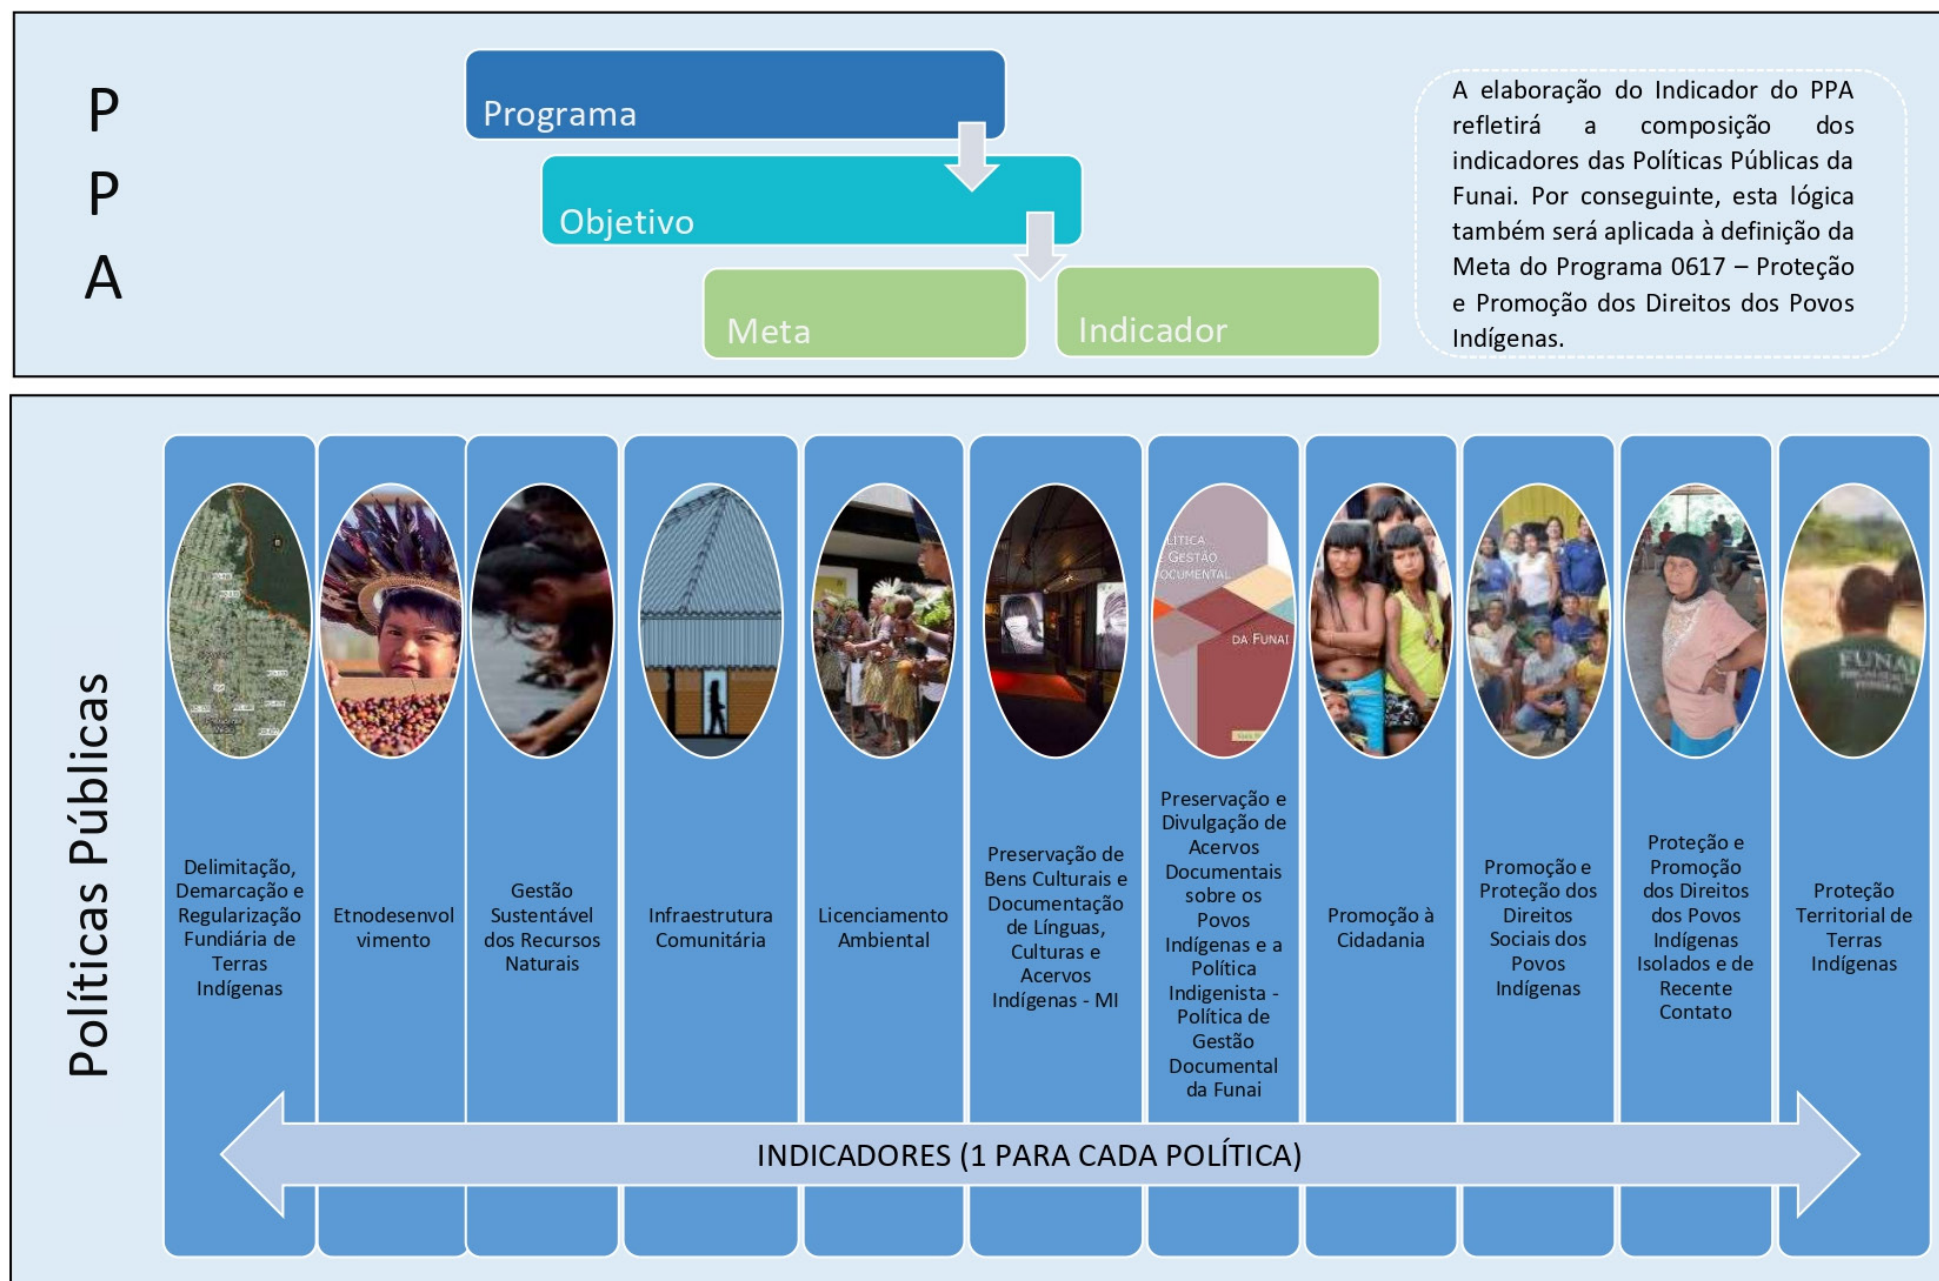 P
P
A
Programa
Objetivo
Meta
Indicador
A elaboração do Indicador do PPA
refletirá a composição dos
indicadores das Políticas Públicas da
Funai. Por conseguinte, esta lógica
também será aplicada à definição da
Meta do Programa 0617 – Proteção
e Promoção dos Direitos dos Povos
Indígenas.
Políticas Públicas
LÍTICA
GESTÃO
OCUMENTAL
DA FUNAI
FUNAI
Delimitação,
Demarcação e
Regularização
Fundiária de
Terras
Indígenas
Etnodesenvol
vimento
Gestão
Sustentável
dos Recursos
Naturais
Infraestrutura
Comunitária
Licenciamento
Ambiental
Preservação de
Bens Culturais e
Documentação
de Línguas,
Culturas e
Acervos
Indígenas - MI
Preservação e
Divulgação de
Acervos
Documentais
sobre os
Povos
Indígenas e a
Política
Indigenista -
Política de
Gestão
Documental
da Funai
Promoção à
Cidadania
Promoção e
Proteção dos
Direitos
Sociais dos
Povos
Indígenas
Proteção e
Promoção
dos Direitos
dos Povos
Indígenas
Isolados e de
Recente
Contato
Proteção
Territorial de
Terras
Indígenas
INDICADORES (1 PARA CADA POLÍTICA)